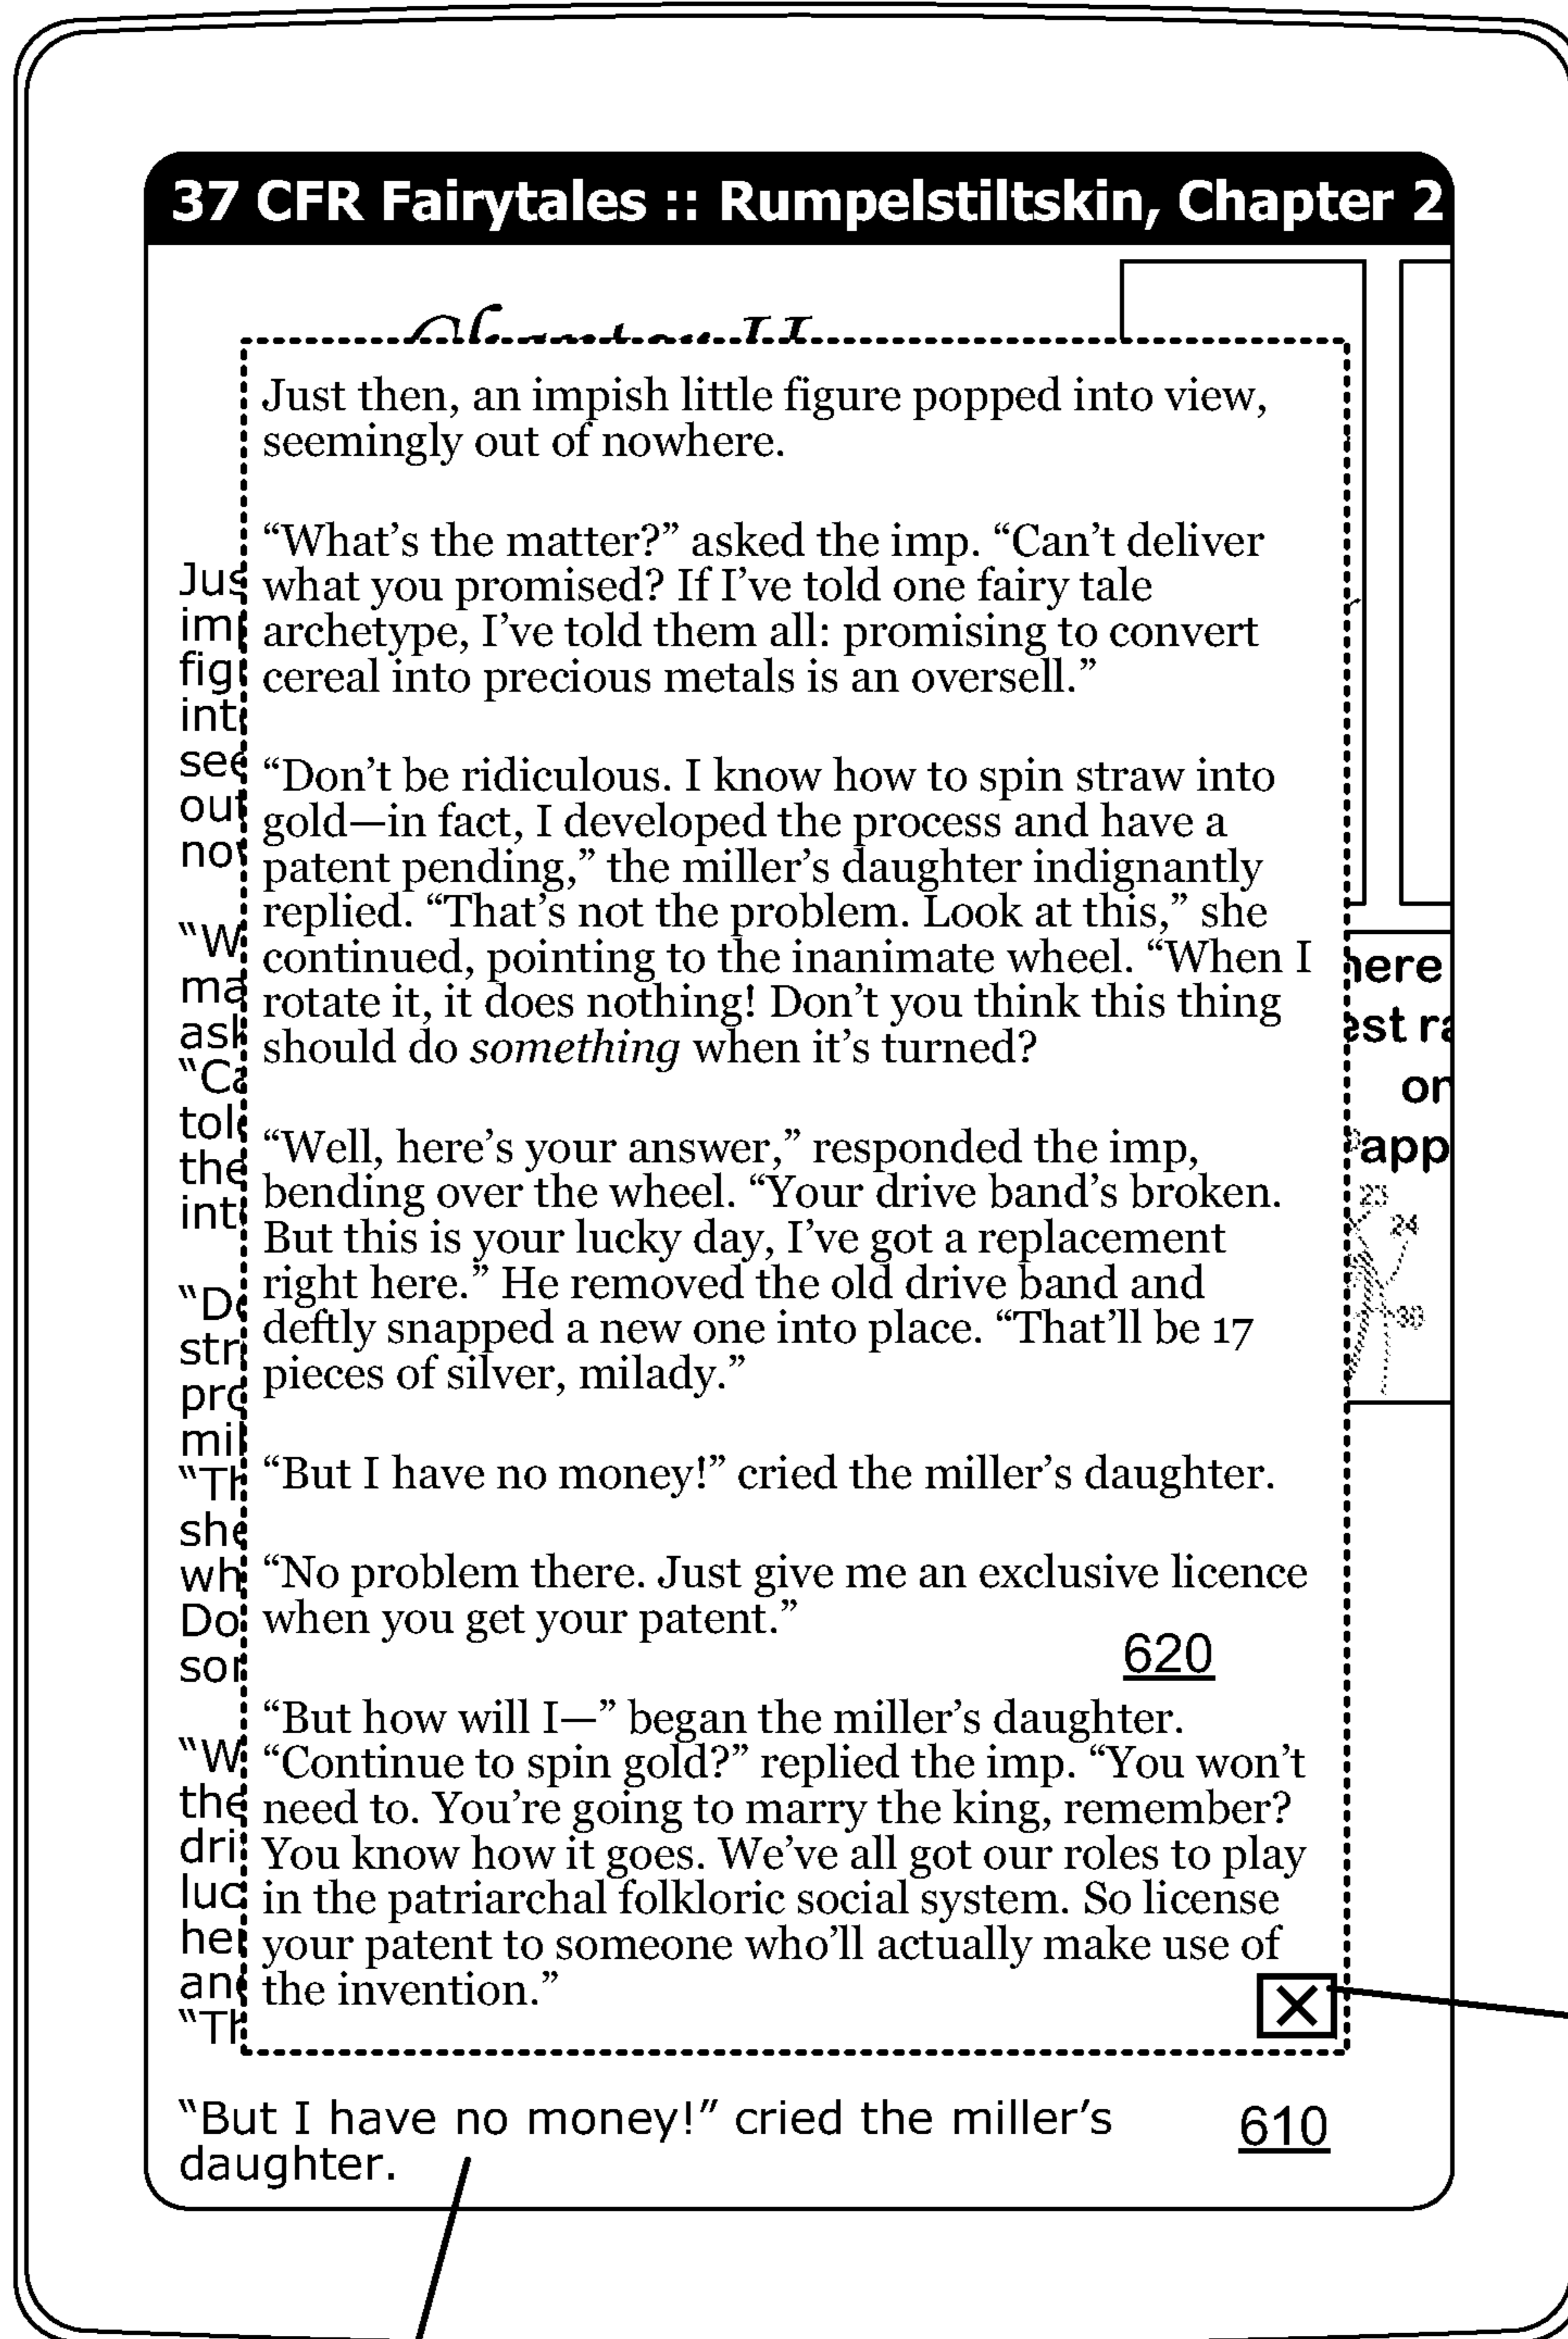 37 CFR Fairytales :: Rumpelstiltskin, Chapter 2
Chapter II
Just then, an impish little figure popped into view,
seemingly out of nowhere.
“What’s the matter?” asked the imp. “Can’t deliver
what you promised? If I’ve told one fairy tale
archetype, I’ve told them all: promising to convert
cereal into precious metals is an oversell.”
“Don’t be ridiculous. I know how to spin straw into
gold—in fact, I developed the process and have a
patent pending,” the miller’s daughter indignantly
replied. “That’s not the problem. Look at this,” she
continued, pointing to the inanimate wheel. “When I
rotate it, it does nothing! Don’t you think this thing
should do something when it’s turned?
“Well, here’s your answer,” responded the imp,
bending over the wheel. “Your drive band’s broken.
But this is your lucky day, I’ve got a replacement
right here.” He removed the old drive band and
deftly snapped a new one into place. “That’ll be 17
pieces of silver, milady.”
“But I have no money!” cried the miller’s daughter.
“No problem there. Just give me an exclusive licence
when you get your patent.”
620
“But how will I—” began the miller’s daughter.
“Continue to spin gold?” replied the imp. “You won’t
need to. You’re going to marry the king, remember?
You know how it goes. We’ve all got our roles to play
in the patriarchal folkloric social system. So license
your patent to someone who’ll actually make use of
the invention.”
“But I have no money!” cried the miller’s
daughter.
610
23
24
30